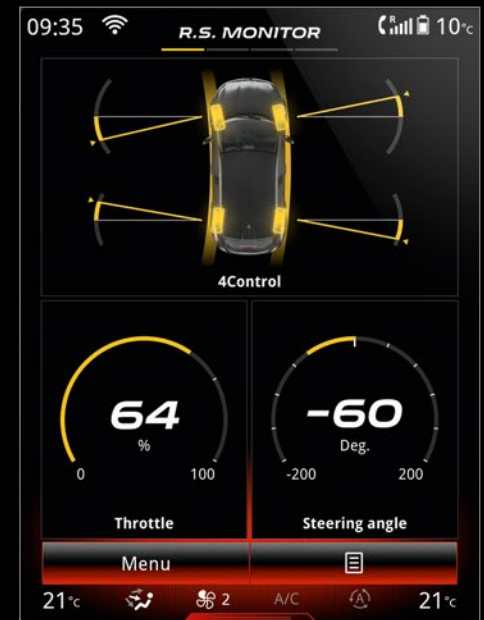 09:35 R.S. MONITOR R 10°C
4Control
64 -60
% Deg.
0 100 -200 200
Throttle Steering angle
Menu
21°C 2 A/C A 21°C